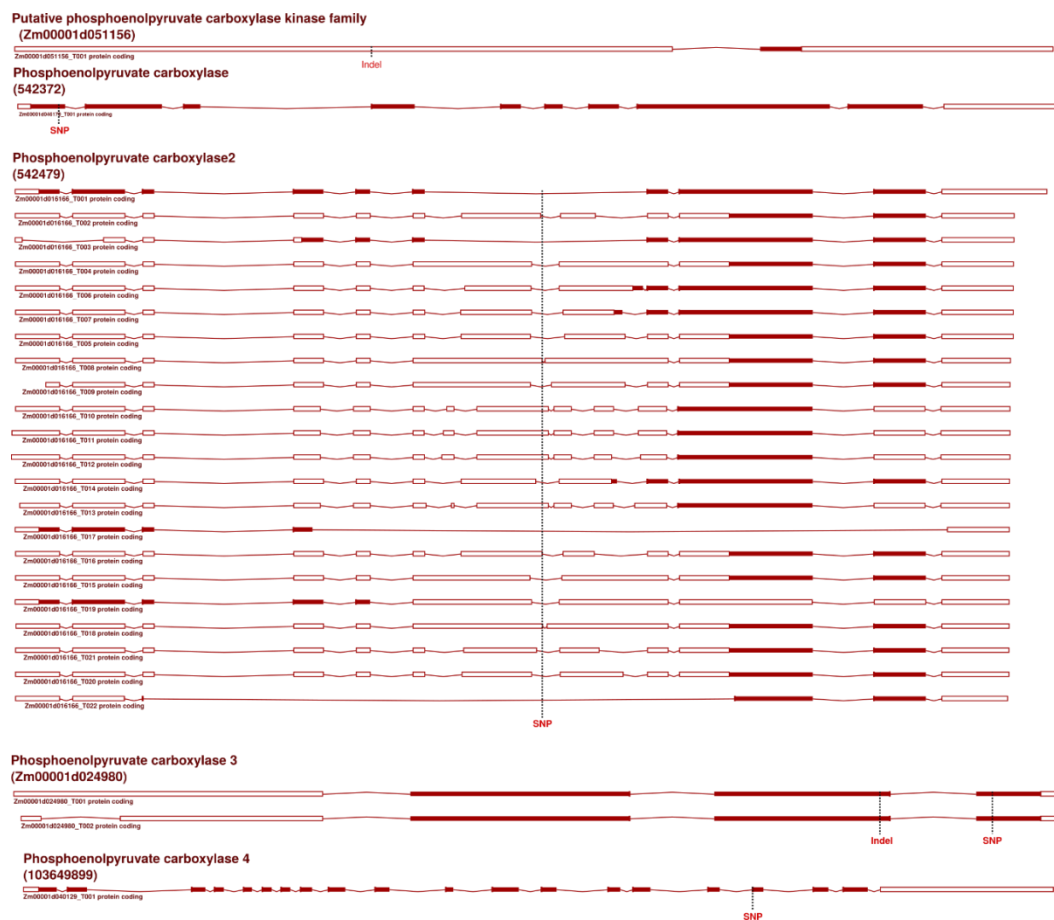 Putative phosphoenolpyruvate carboxylase kinase family
(Zm00001d051156)
Zm00001d051156_T001 protein coding
Indel
Phosphoenolpyruvate carboxylase
(542372)
T001 protein coding
SNP
Phosphoenolpyruvate carboxylase2
(542479)
Zm00001d016166_T001 protein coding
Zm00001d016166_T002 protein coding
Zm00001d016166_T003 protein coding
Zm00001d016166_T004 protein coding
Zm00001d016166_T006 protein coding
Zm00001d016166_T007 protein coding
Zm00001d016166_T005 protein coding
Zm00001d016166_T008 protein coding
Zm00001d016166_T009 protein coding
Zm00001d016166_T010 protein coding
Zm00001d016166_T011 protein coding
Zm00001d016166_T012 protein coding
Zm00001d016166_T014 protein coding
Zm00001d016166_T013 protein coding
Zm00001d016166_T017 protein coding
Zm00001d016166_T016 protein coding
Zm00001d016166_T015 protein coding
Zm00001d016166_T019 protein coding
Zm00001d016166_T018 protein coding
Zm00001d016166_T021 protein coding
Zm00001d016166_T020 protein coding
Zm00001d016166_T022 protein coding
SNP
Phosphoenolpyruvate carboxylase 3
(Zm00001d024980)
Zm00001d024980_T001 protein coding
Zm00001d024980_T002 protein coding
Indel SNP
Phosphoenolpyruvate carboxylase 4
(103649899)
Zm00001d040129_T001 protein coding
SNP